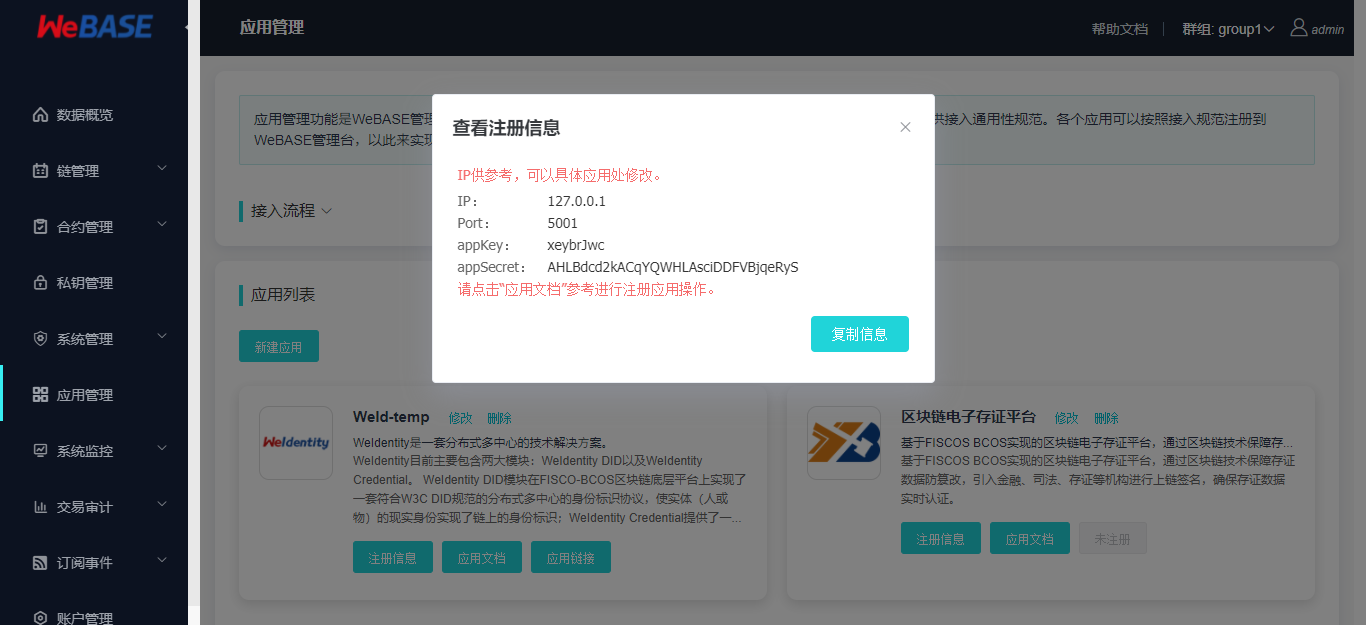 WeBASE
应用管理
帮助文档
群组: group1
admin
数据概览
链管理
合约管理
私钥管理
系统管理
应用管理
系统监控
交易审计
订阅事件
账户管理
应用管理功能是WeBASE管理
供接入通用性规范。各个应用可以按照接入规范注册到
WeBASE管理台，以此来实现
接入流程
查看注册信息
IP供参考，可以具体应用处修改。
IP： 127.0.0.1
Port： 5001
appKey： xeybrJwc
appSecret： AHLBdcd2kACqYQWHLAsciDDFVBjqeRyS
请点击“应用文档”参考进行注册应用操作。
复制信息
应用列表
新建应用
WeIdentity
WeId-temp 修改 删除
WeIdentity是一套分布式多中心的技术解决方案。
WeIdentity目前主要包含两大模块：WeIdentity DID以及WeIdentity
Credential。 WeIdentity DID模块在FISCO-BCOS区块链底层平台上实现了
一套符合W3C DID规范的分布式多中心的身份标识协议，使实体（人或
物）的现实身份实现了链上的身份标识；WeIdentity Credential提供了一...
注册信息 应用文档 应用链接
区块链电子存证平台 修改 删除
基于FISCOS BCOS实现的区块链电子存证平台，通过区块链技术保障存...
基于FISCOS BCOS实现的区块链电子存证平台，通过区块链技术保障存证
数据防篡改，引入金融、司法、存证等机构进行上链签名，确保存证数据
实时认证。
注册信息 应用文档 未注册